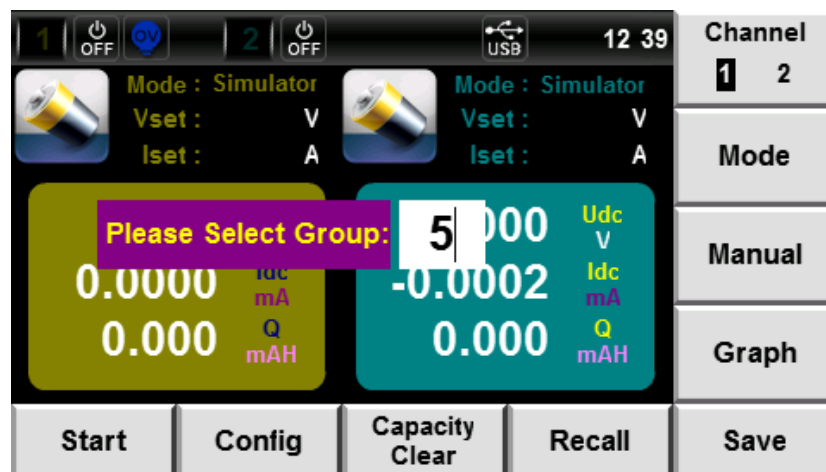 1 OFF OV 2 OFF USB 12 39
Channel
1 2
Mode : Simulator
Vset : V
Iset : A
Mode : Simulator
Vset : V
Iset : A
Mode
Please Select Group: 5
00 Udc
V
Manual
0.0000 Idc
mA
-0.0002 Idc
mA
0.000 Q
mAH
0.000 Q
mAH
Graph
Start
Config
Capacity
Clear
Recall
Save